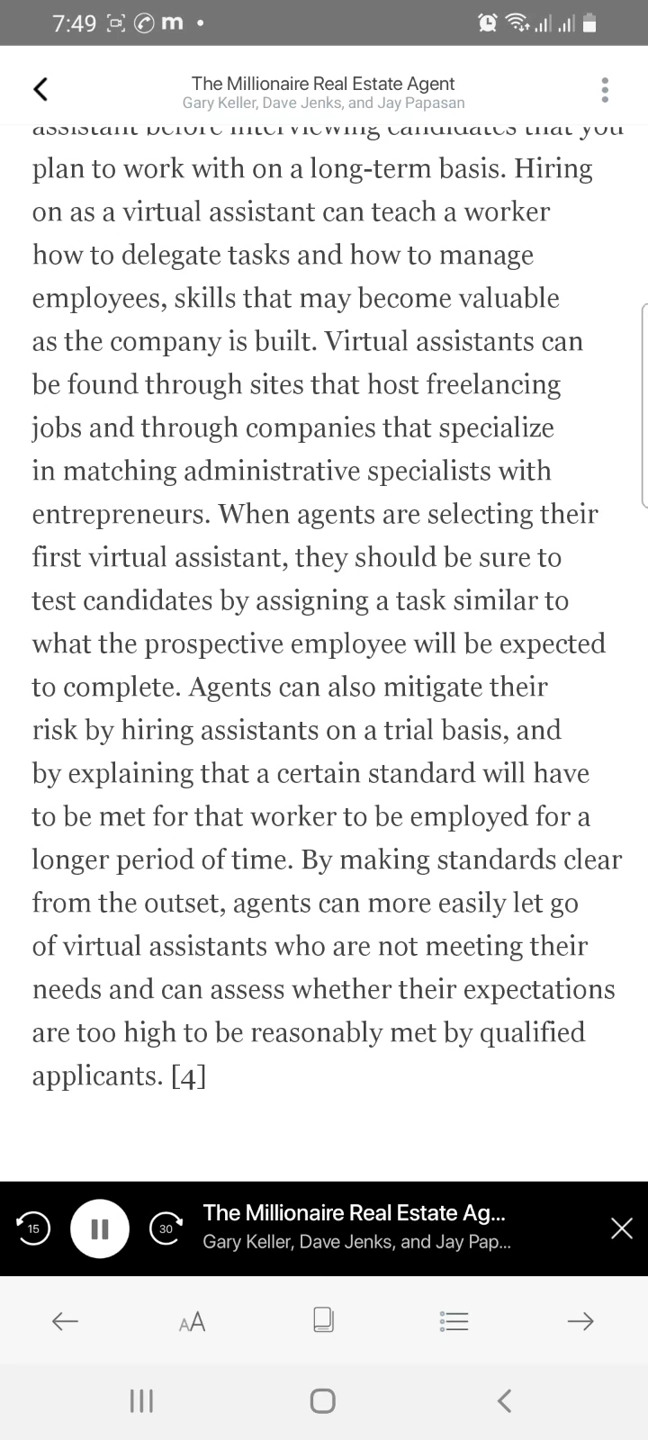 7:49
The Millionaire Real Estate Agent
Gary Keller, Dave Jenks, and Jay Papasan
assistant before interviewing candidates that you
plan to work with on a long-term basis. Hiring
on as a virtual assistant can teach a worker
how to delegate tasks and how to manage
employees, skills that may become valuable
as the company is built. Virtual assistants can
be found through sites that host freelancing
jobs and through companies that specialize
in matching administrative specialists with
entrepreneurs. When agents are selecting their
first virtual assistant, they should be sure to
test candidates by assigning a task similar to
what the prospective employee will be expected
to complete. Agents can also mitigate their
risk by hiring assistants on a trial basis, and
by explaining that a certain standard will have
to be met for that worker to be employed for a
longer period of time. By making standards clear
from the outset, agents can more easily let go
of virtual assistants who are not meeting their
needs and can assess whether their expectations
are too high to be reasonably met by qualified
applicants. [4]
15
30
The Millionaire Real Estate Ag...
Gary Keller, Dave Jenks, and Jay Pap...
AA